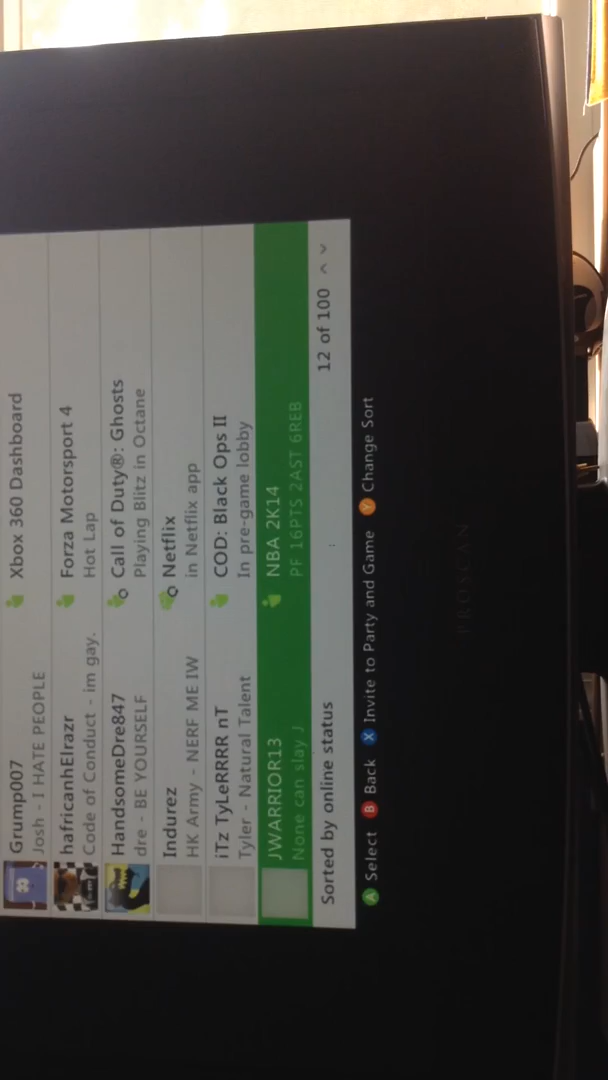 Grump007
Josh - I HATE PEOPLE
Xbox 360 Dashboard
hafricanhElrazr
Code of Conduct - im gay.
Forza Motorsport 4
Hot Lap
HandsomeDre847
dre - BE YOURSELF
Call of Duty®: Ghosts
Playing Blitz in Octane
Indurez
HK Army - NERF ME IW
Netflix
in Netflix app
iTz TyLeRRRR nT
Tyler - Natural Talent
COD: Black Ops II
In pre-game lobby
JWARRIOR13
None can slay J
NBA 2K14
PF 16PTS 2AST 6REB
Sorted by online status
12 of 100
A Select B Back X Invite to Party and Game Y Change Sort
PROSCAN